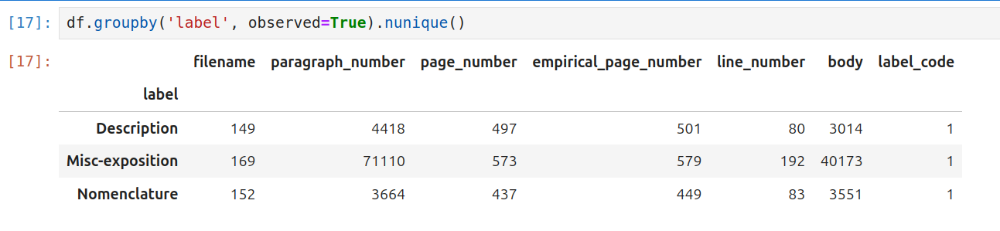 [17]: df.groupby('label', observed=True).nunique()
[17]: filename paragraph_number page_number empirical_page_number line_number body label_code
label
Description 149 4418 497 501 80 3014 1
Misc-exposition 169 71110 573 579 192 40173 1
Nomenclature 152 3664 437 449 83 3551 1